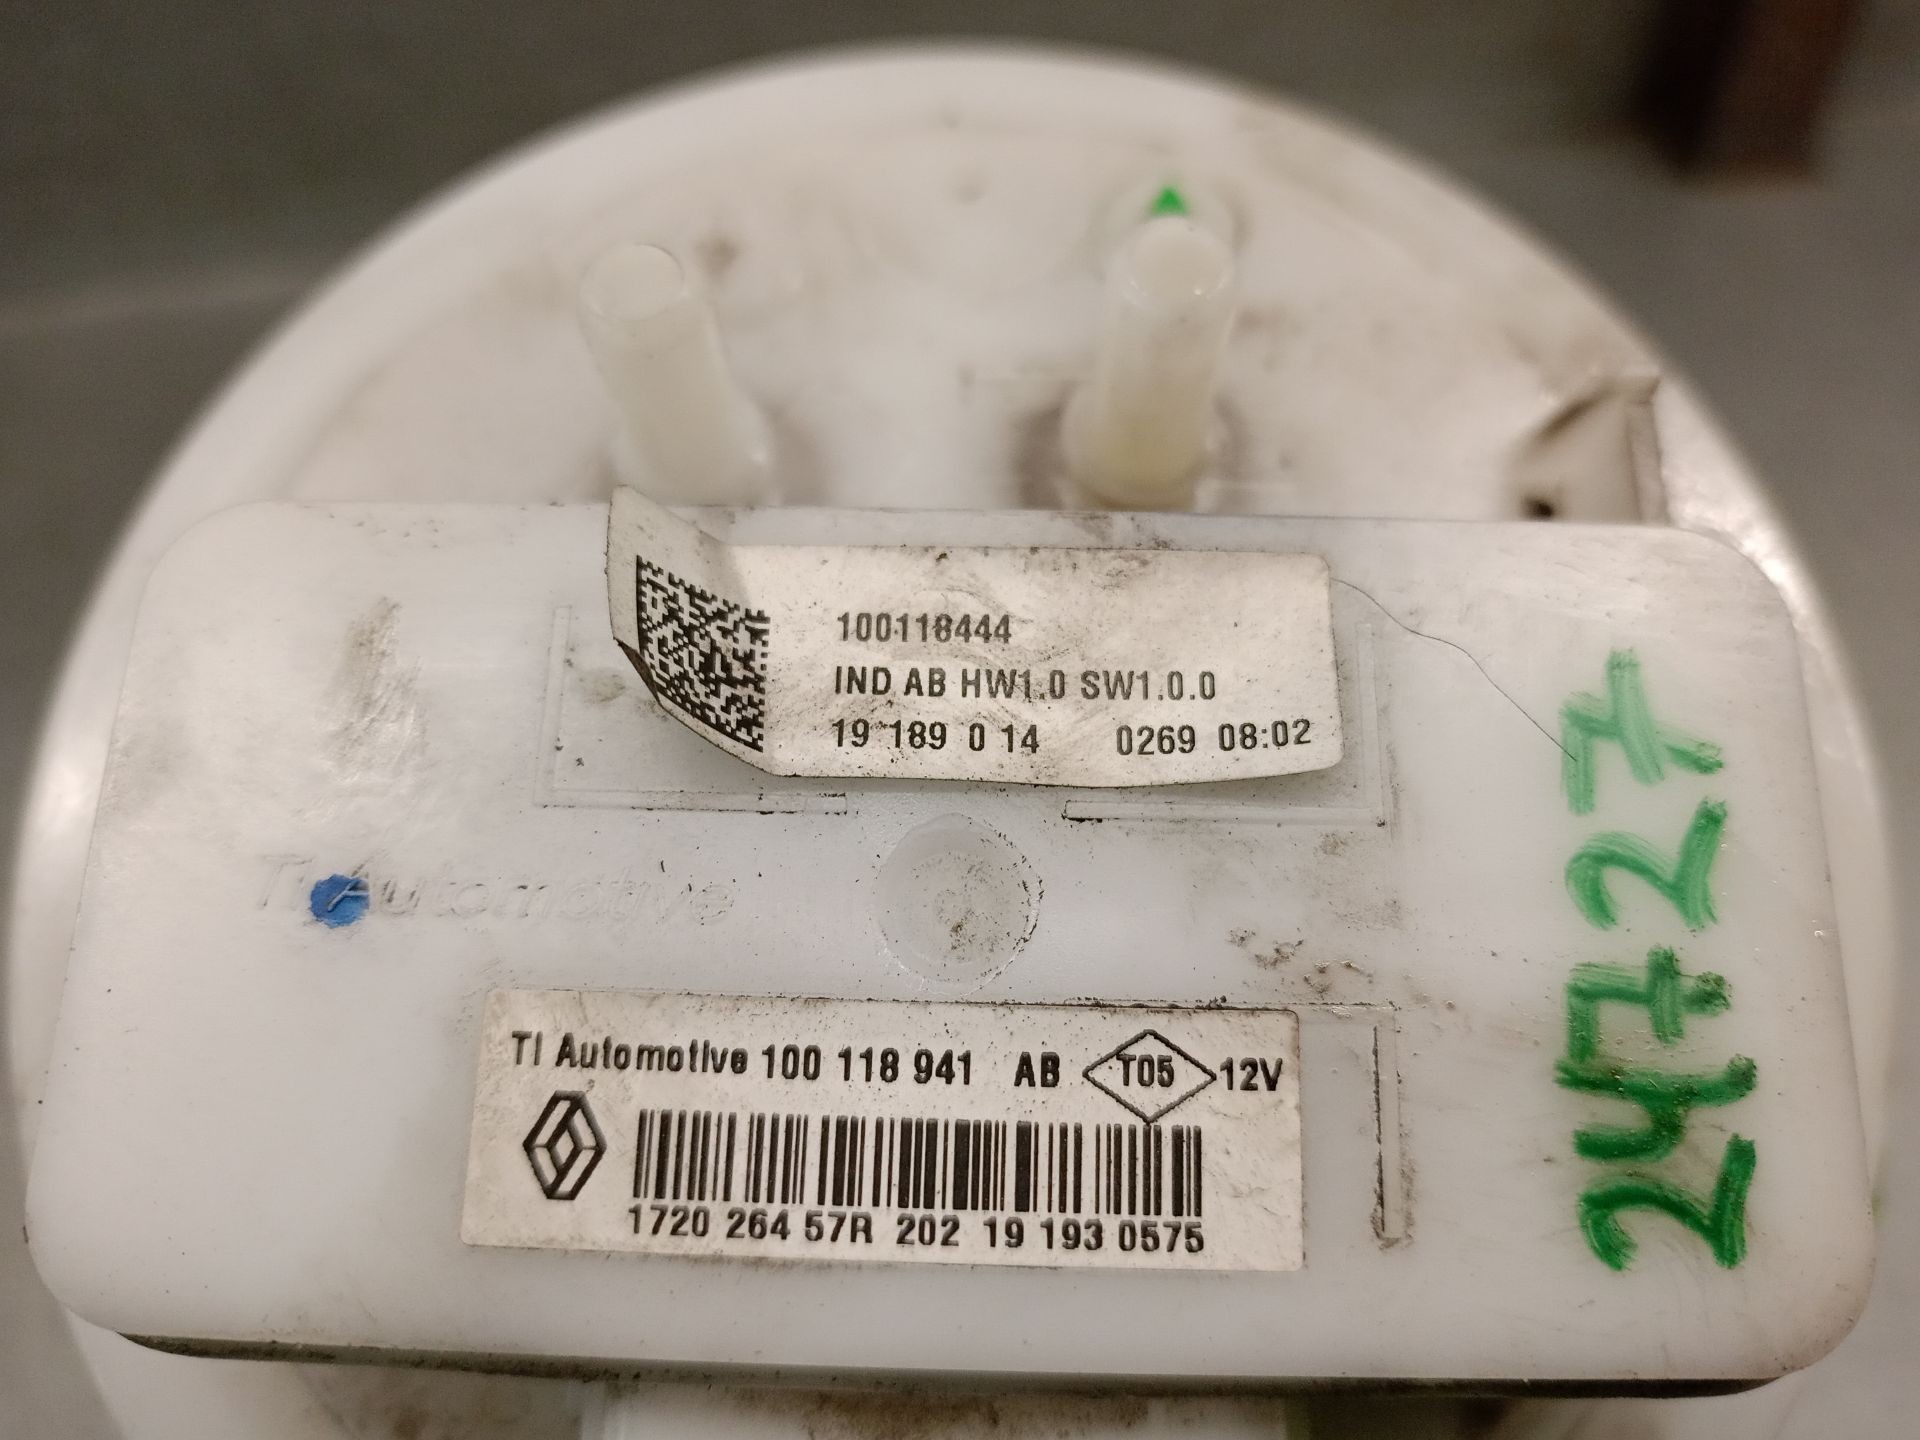 100118444
IND AB HW1.0 SW1.0.0
19 189 0 14 0269 08:02
TI Automotive
TI Automotive 100 118 941 AB T05 12V
1720 264 57R 202 19 193 0575
24727